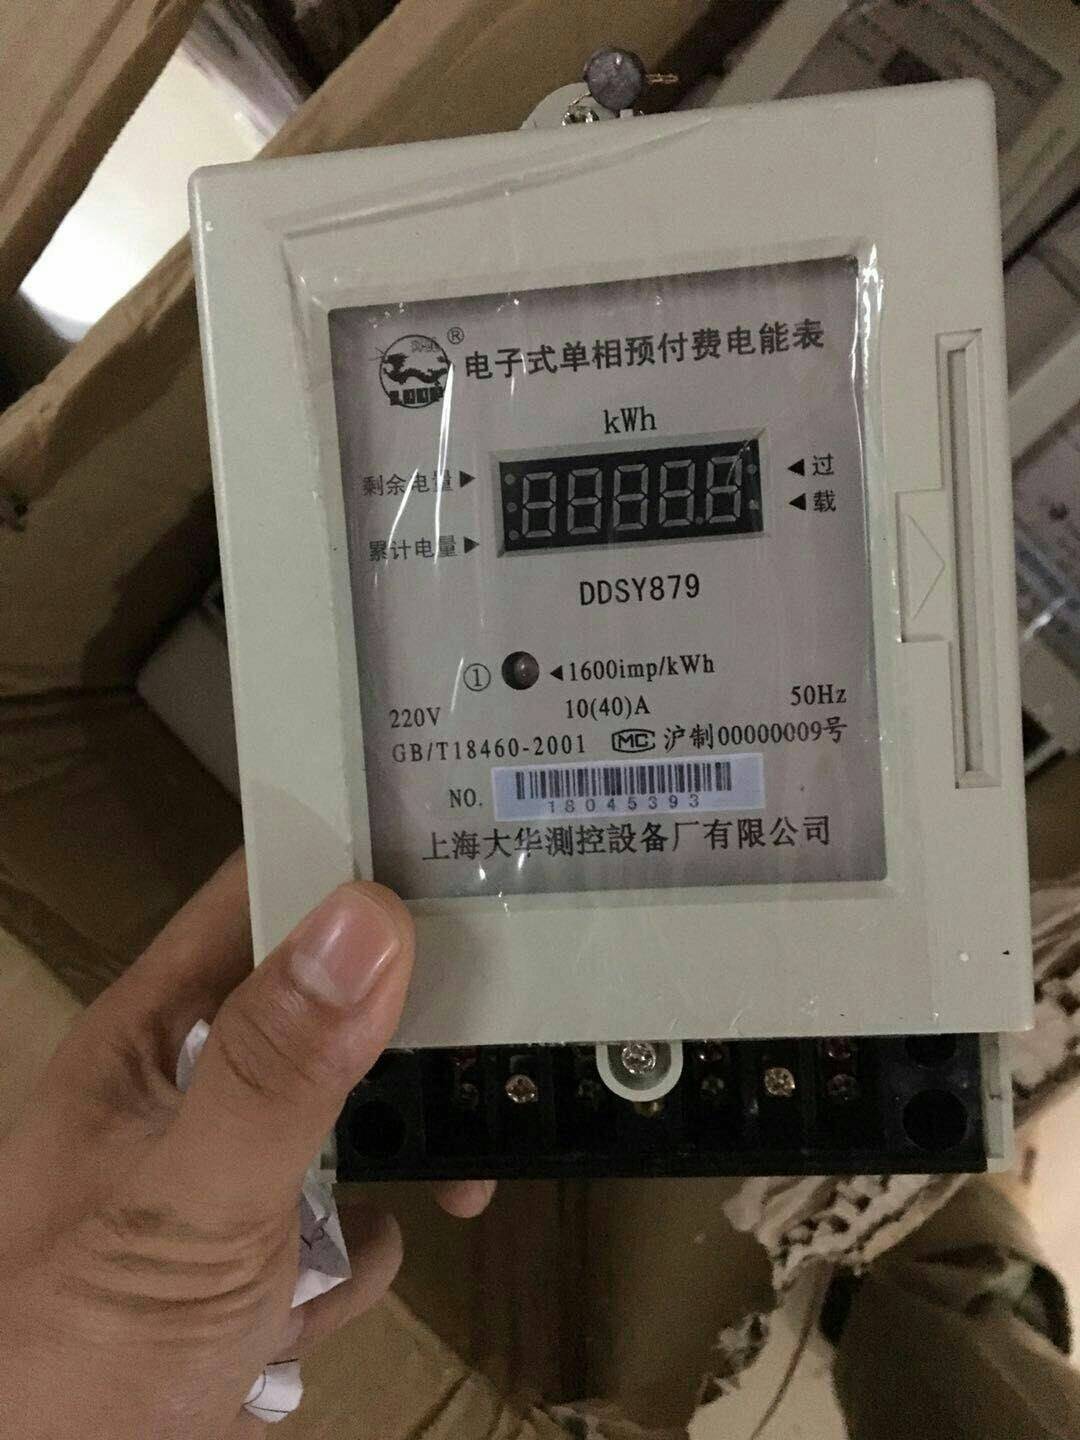 ® 电子式单相预付费电能表
kWh
剩余电量▶
◀过
◀载
累计电量▶
DDSY879
① ◀1600imp/kWh
220V 10(40)A 50Hz
GB/T18460-2001 MC 沪制00000009号
NO. 18045393
上海大华测控設备厂有限公司